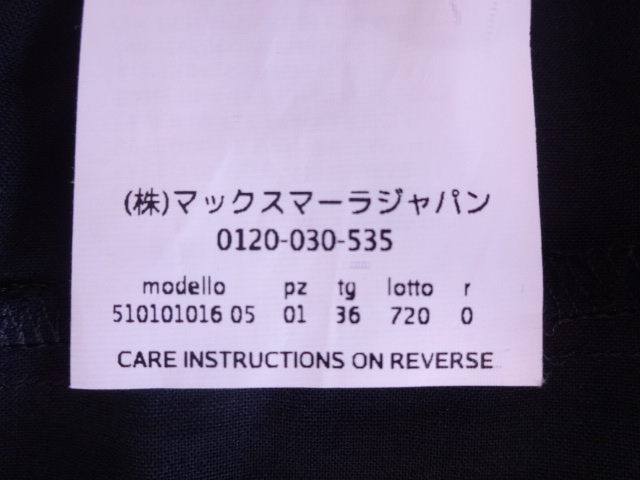 (株)マックスマーラジャパン
0120-030-535
modello pz tg lotto r
510101016 05 01 36 720 0
CARE INSTRUCTIONS ON REVERSE